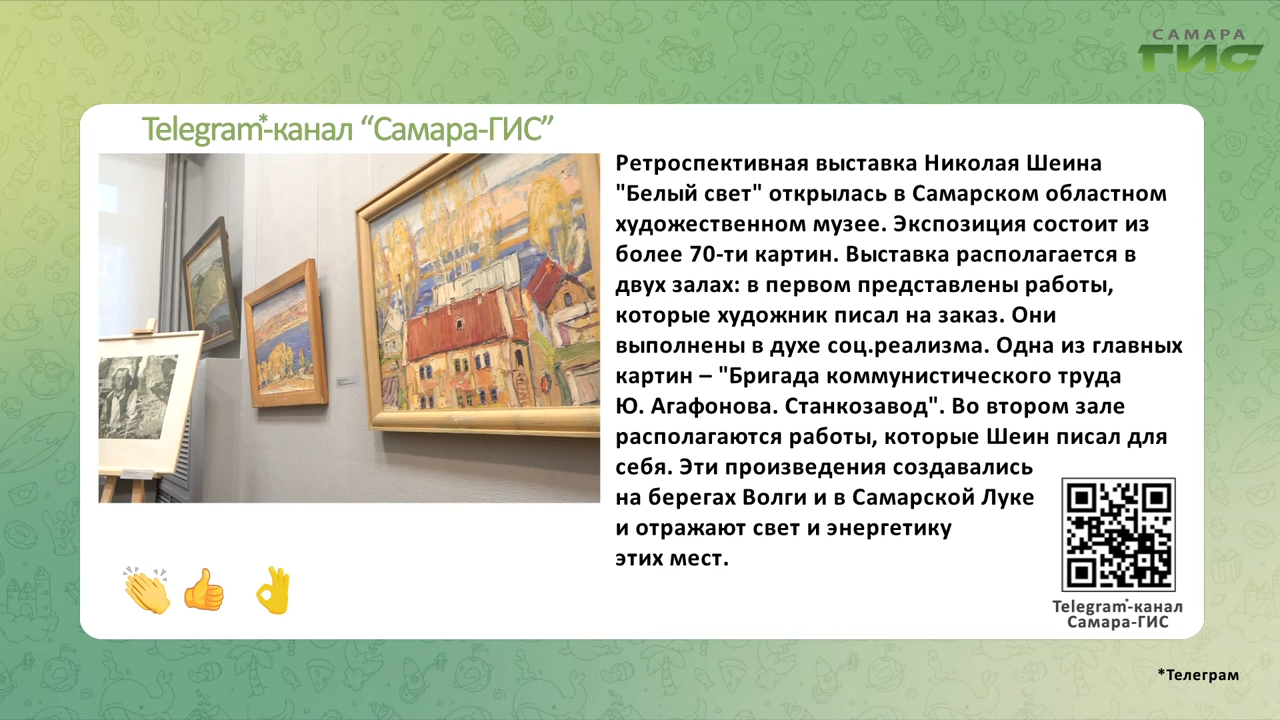 САМАРА
ГИС
Telegram*-канал “Самара-ГИС”
Ретроспективная выставка Николая Шеина
"Белый свет" открылась в Самарском областном
художественном музее. Экспозиция состоит из
более 70-ти картин. Выставка располагается в
двух залах: в первом представлены работы,
которые художник писал на заказ. Они
выполнены в духе соц.реализма. Одна из главных
картин – "Бригада коммунистического труда
Ю. Агафонова. Станкозавод". Во втором зале
располагаются работы, которые Шеин писал для
себя. Эти произведения создавались
на берегах Волги и в Самарской Луке
и отражают свет и энергетику
этих мест.
Telegram*-канал
Самара-ГИС
*Телеграм